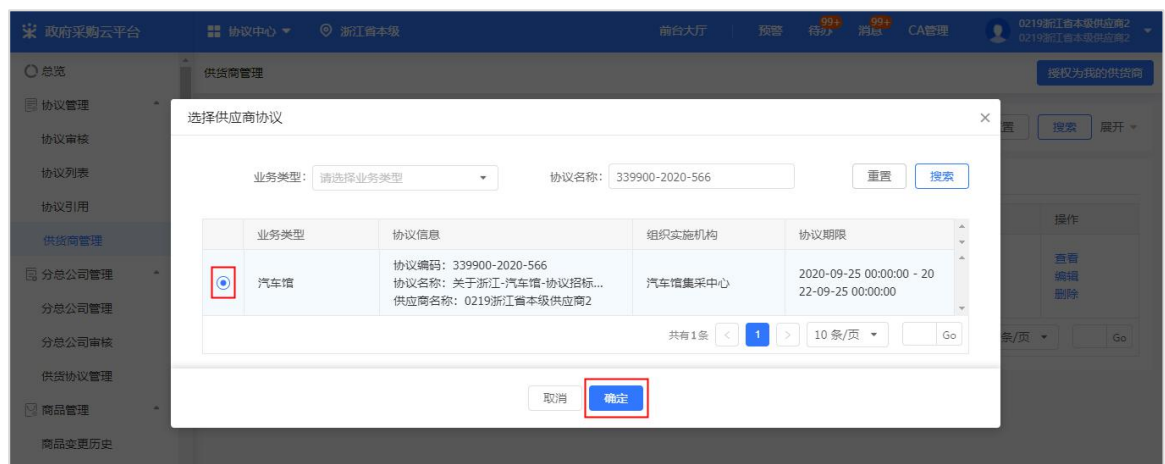 政府采购云平台
协议中心
浙江省本级
前台大厅
预警
待办
99+
消息
99+
CA管理
0219浙江省本级供应商2
0219浙江省本级供应商2
总览
供货商管理
授权为我的供货商
协议管理
协议审核
协议列表
协议引用
供货商管理
分总公司管理
分总公司管理
分总公司审核
供货协议管理
商品管理
商品变更历史
置
搜索
展开
选择供应商协议
业务类型：
请选择业务类型
协议名称：
339900-2020-566
重置
搜索
业务类型
协议信息
组织实施机构
协议期限
汽车馆
协议编码：339900-2020-566
协议名称：关于浙江-汽车馆-协议招标...
供应商名称：0219浙江省本级供应商2
汽车馆集采中心
2020-09-25 00:00:00 - 20
22-09-25 00:00:00
共有1条
<
1
>
10 条/页
Go
取消
确定
操作
查看
编辑
删除
条/页
Go